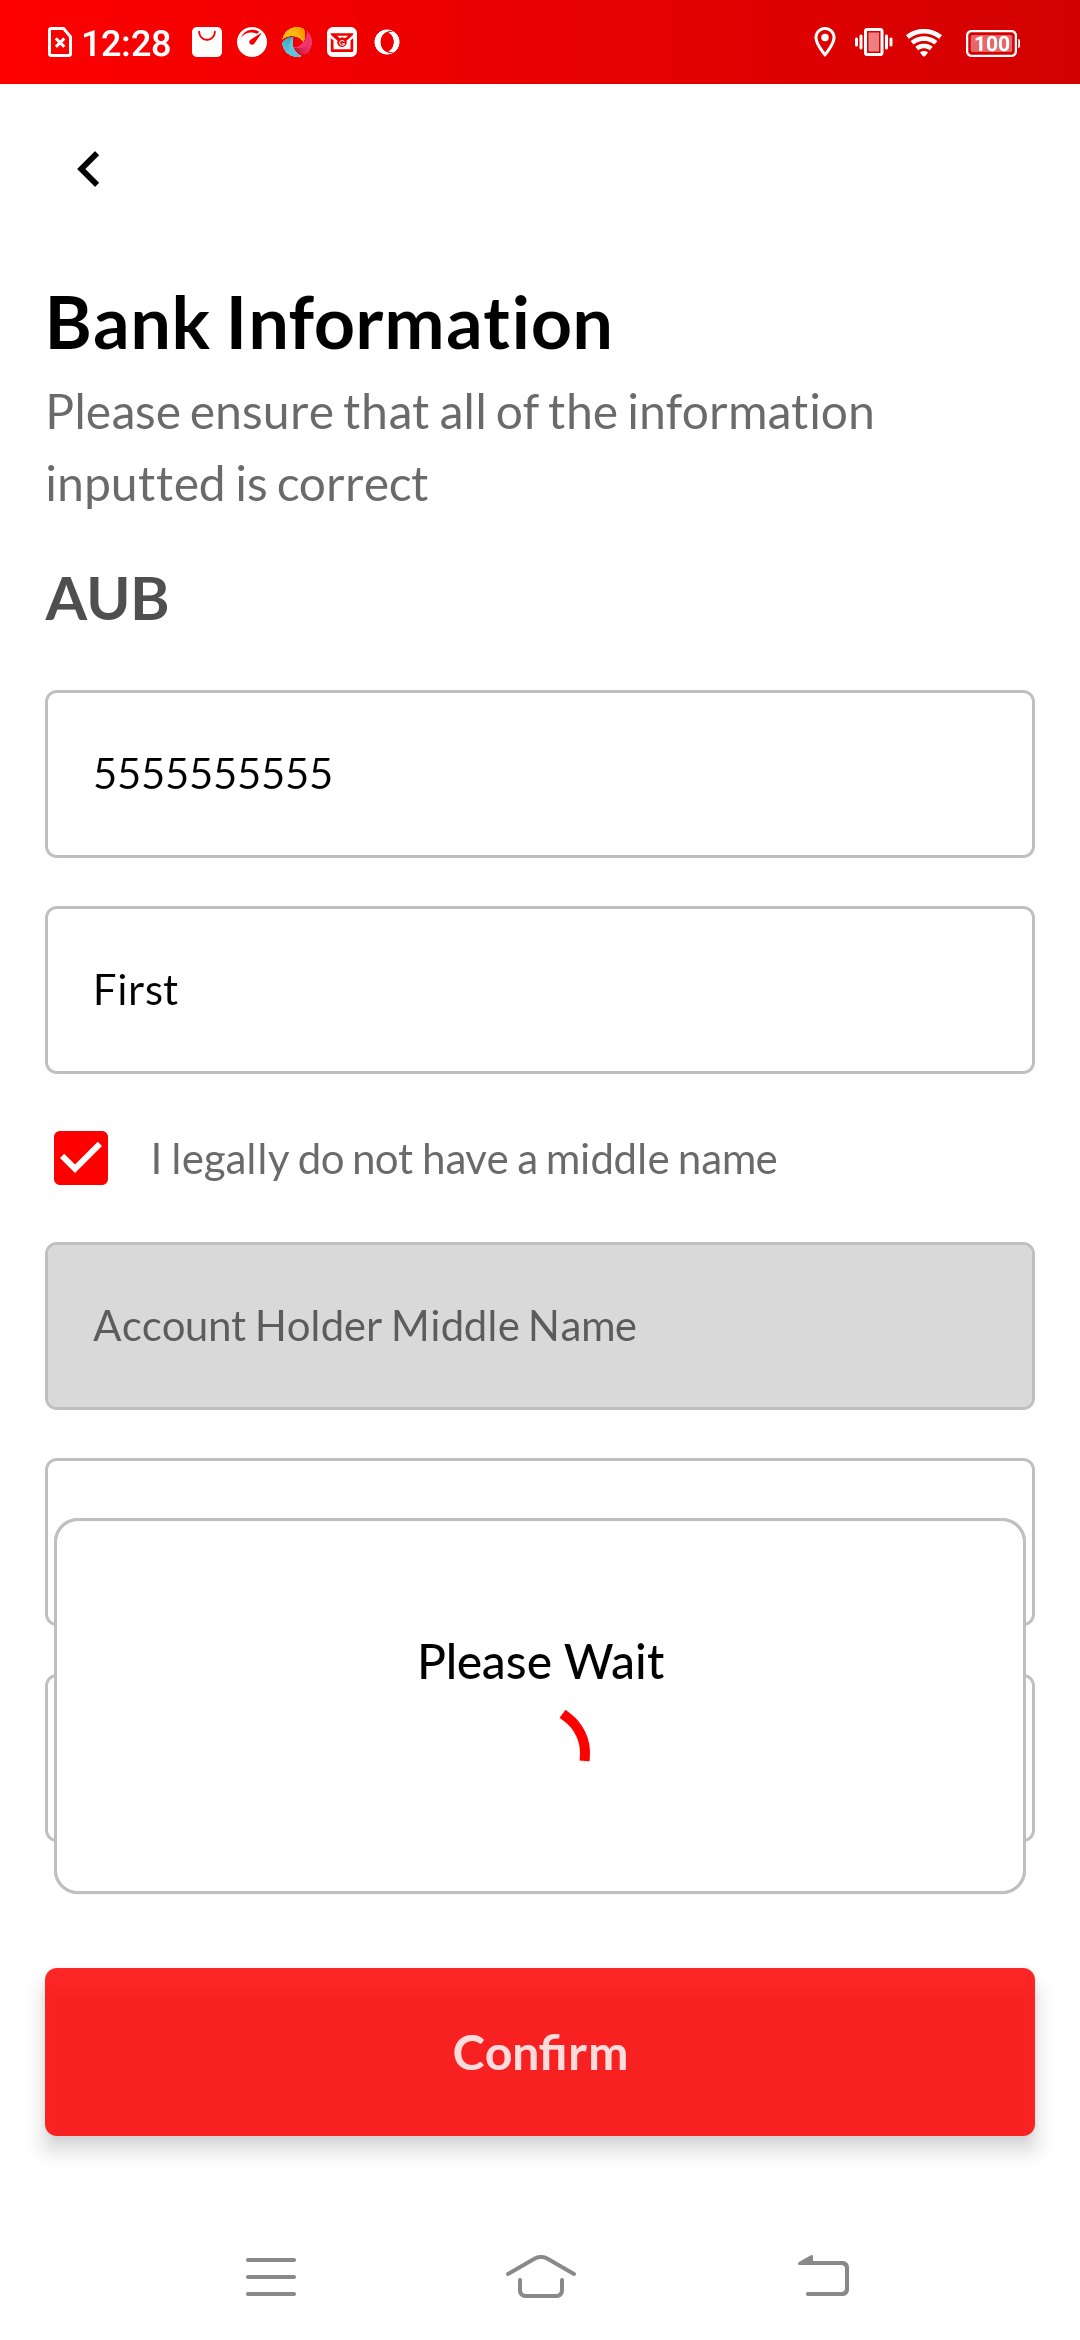 12:28
100
Bank Information
Please ensure that all of the information
inputted is correct
AUB
5555555555
First
I legally do not have a middle name
Account Holder Middle Name
Please Wait
Confirm